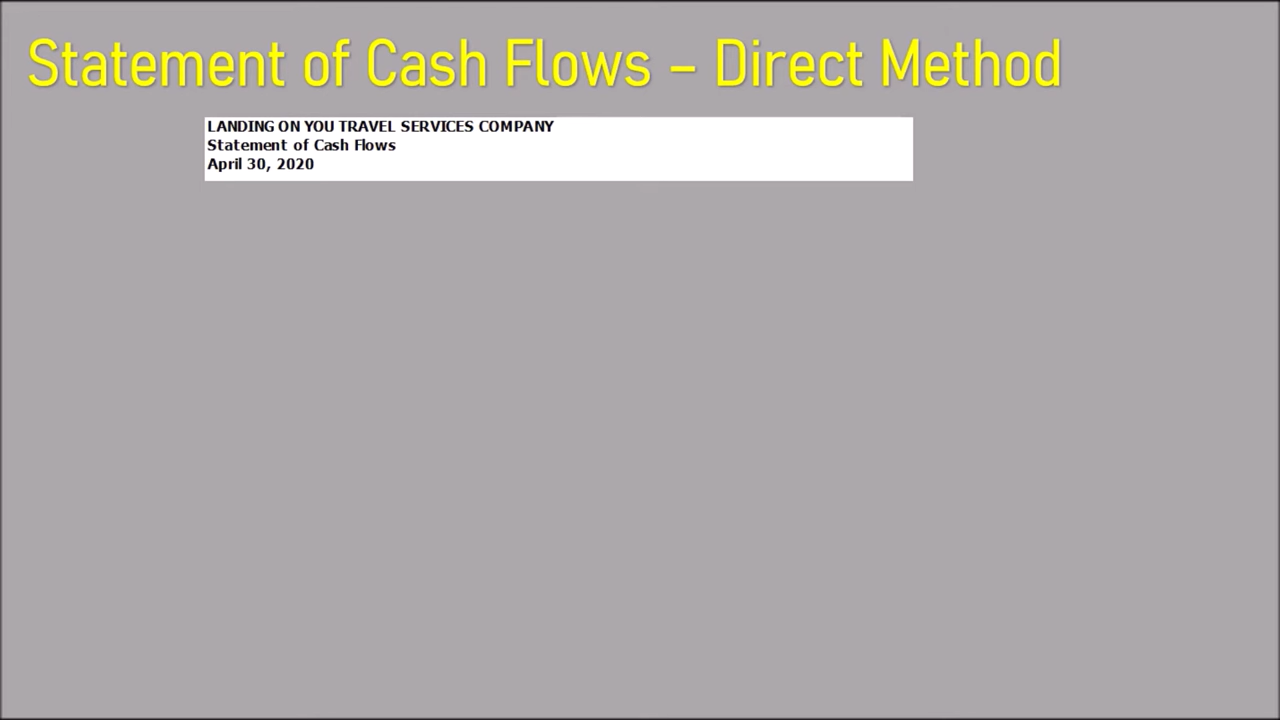 Statement of Cash Flows – Direct Method
LANDING ON YOU TRAVEL SERVICES COMPANY
Statement of Cash Flows
April 30, 2020